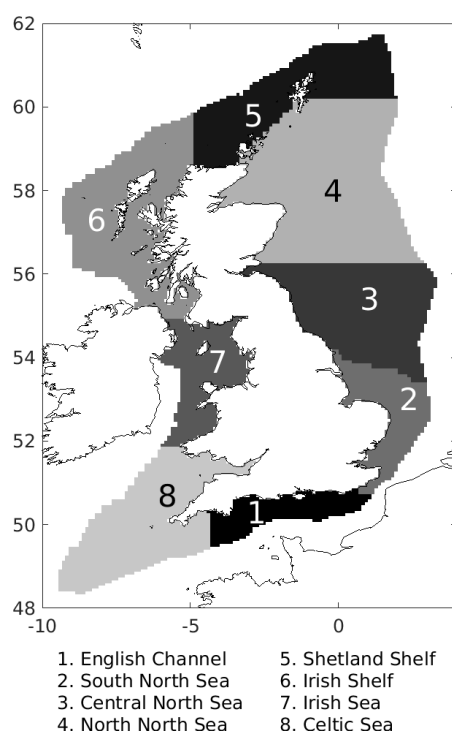 62
60
58
56
54
52
50
48
-10
-5
0
5
4
6
3
7
2
8
1
1. English Channel
2. South North Sea
3. Central North Sea
4. North North Sea
5. Shetland Shelf
6. Irish Shelf
7. Irish Sea
8. Celtic Sea